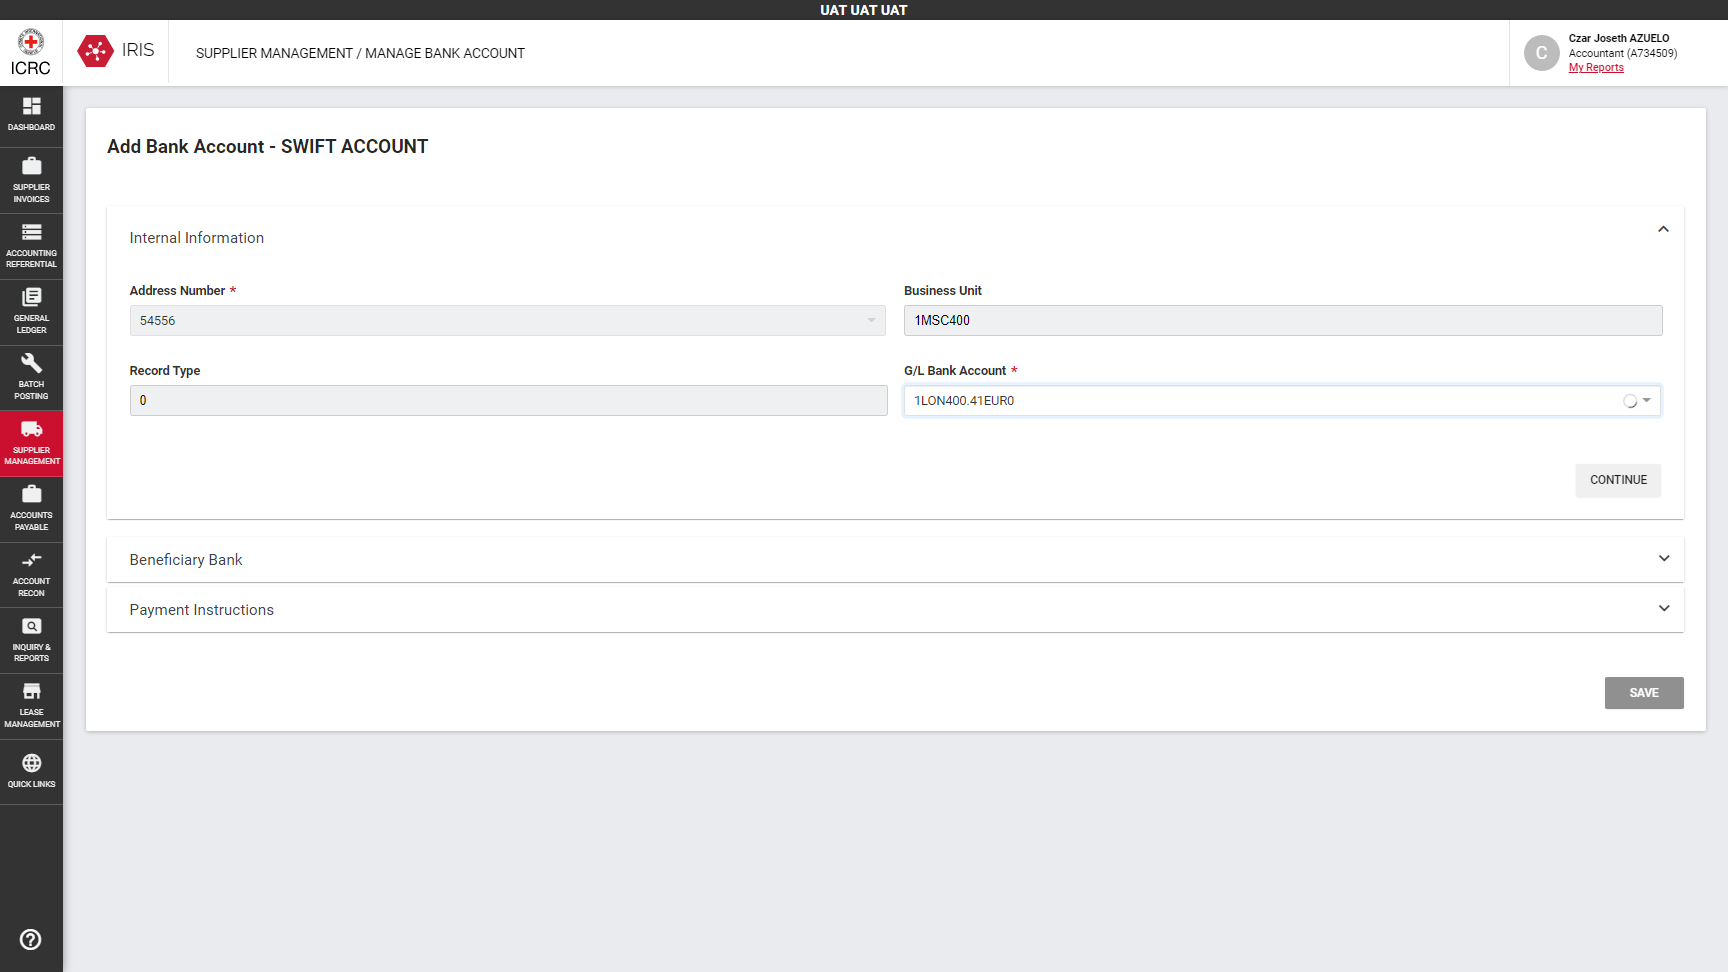 UAT UAT UAT
ICRC
IRIS
SUPPLIER MANAGEMENT / MANAGE BANK ACCOUNT
C
Czar Joseth AZUELO
Accountant (A734509)
My Reports
DASHBOARD
SUPPLIER
INVOICES
ACCOUNTING
REFERENTIAL
GENERAL
LEDGER
BATCH
POSTING
SUPPLIER
MANAGEMENT
ACCOUNTS
PAYABLE
ACCOUNT
RECON
INQUIRY &
REPORTS
LEASE
MANAGEMENT
QUICK LINKS
Add Bank Account - SWIFT ACCOUNT
Internal Information
Address Number *
54556
Business Unit
1MSC400
Record Type
0
G/L Bank Account *
1LON400.41EUR0
CONTINUE
Beneficiary Bank
Payment Instructions
SAVE